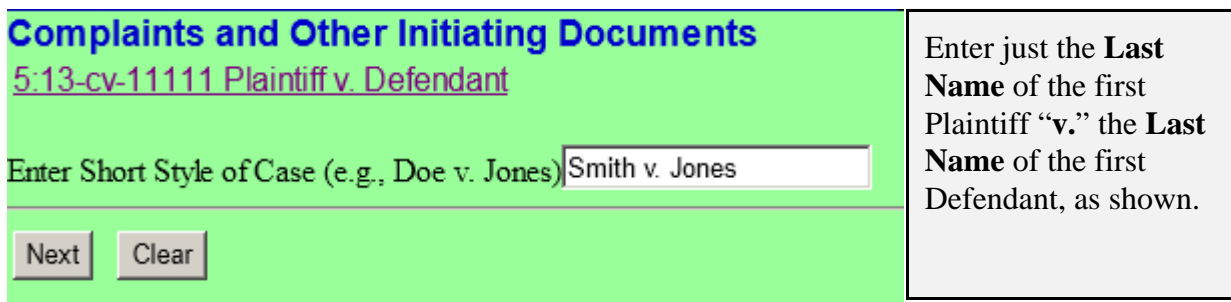 Complaints and Other Initiating Documents
5:13-cv-11111 Plaintiff v. Defendant
Enter Short Style of Case (e.g., Doe v. Jones) Smith v. Jones
Next Clear
Enter just the Last
Name of the first
Plaintiff “v.” the Last
Name of the first
Defendant, as shown.